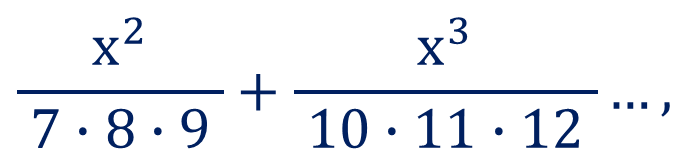 x²/(7 · 8 · 9) + x³/(10 · 11 · 12) … ,